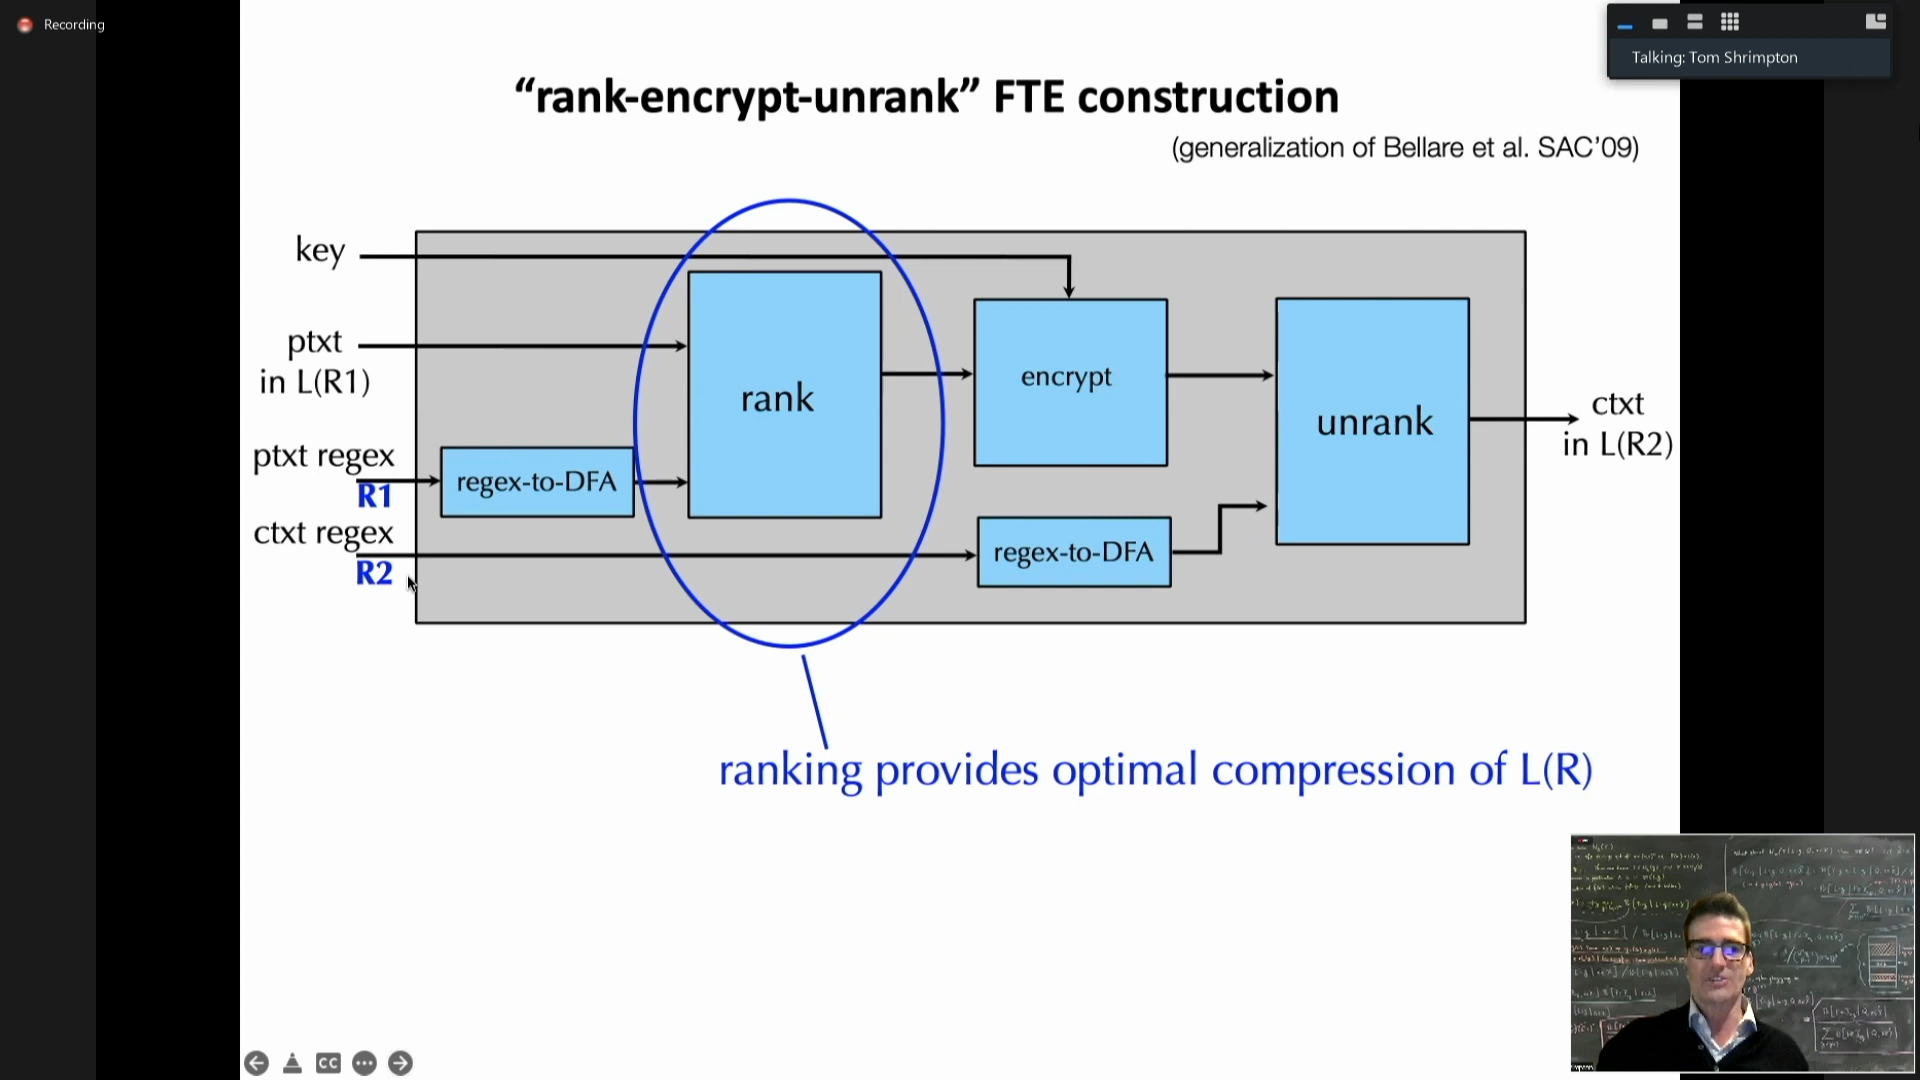 Recording
Talking: Tom Shrimpton
“rank-encrypt-unrank” FTE construction
(generalization of Bellare et al. SAC’09)
key
ptxt
in L(R1)
ptxt regex
R1
ctxt regex
R2
regex-to-DFA
rank
encrypt
regex-to-DFA
unrank
ctxt
in L(R2)
ranking provides optimal compression of L(R)
CC